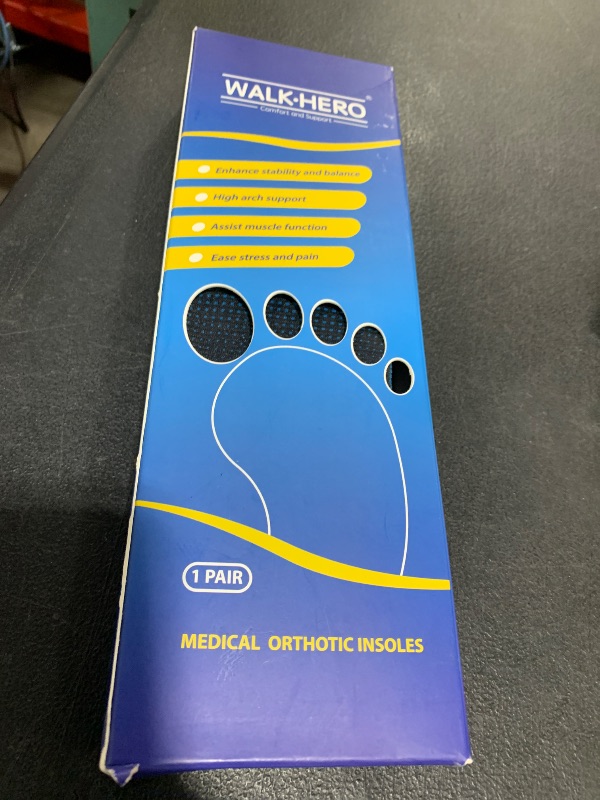 WALK·HERO®
Comfort and Support
Enhance stability and balance
High arch support
Assist muscle function
Ease stress and pain
1 PAIR
MEDICAL ORTHOTIC INSOLES